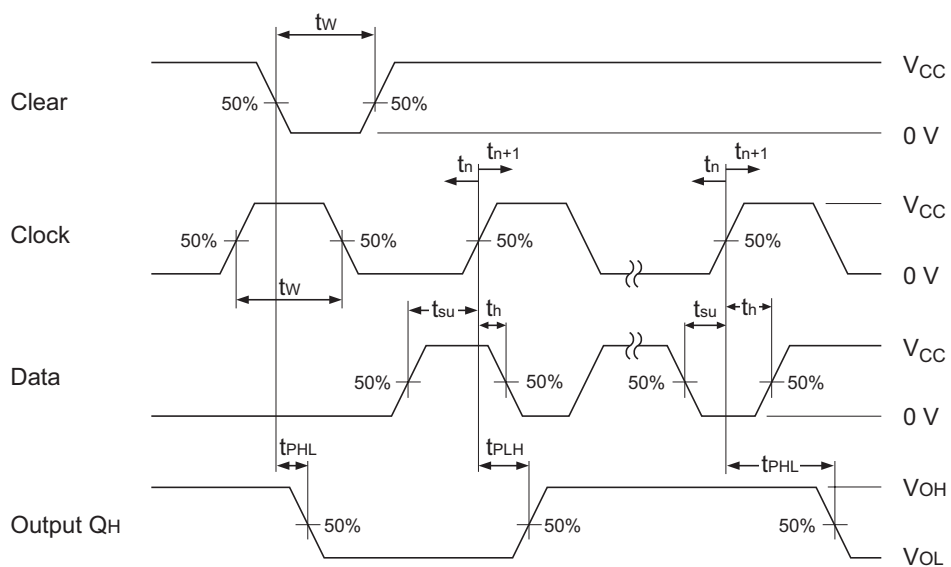 tw
VCC
Clear
50%
50%
0 V
tn
tn+1
tn
tn+1
VCC
Clock
50%
50%
50%
50%
0 V
tw
tsu
th
tsu
th
VCC
Data
50%
50%
50%
50%
0 V
tPHL
tPLH
tPHL
VOH
Output QH
50%
50%
50%
VOL